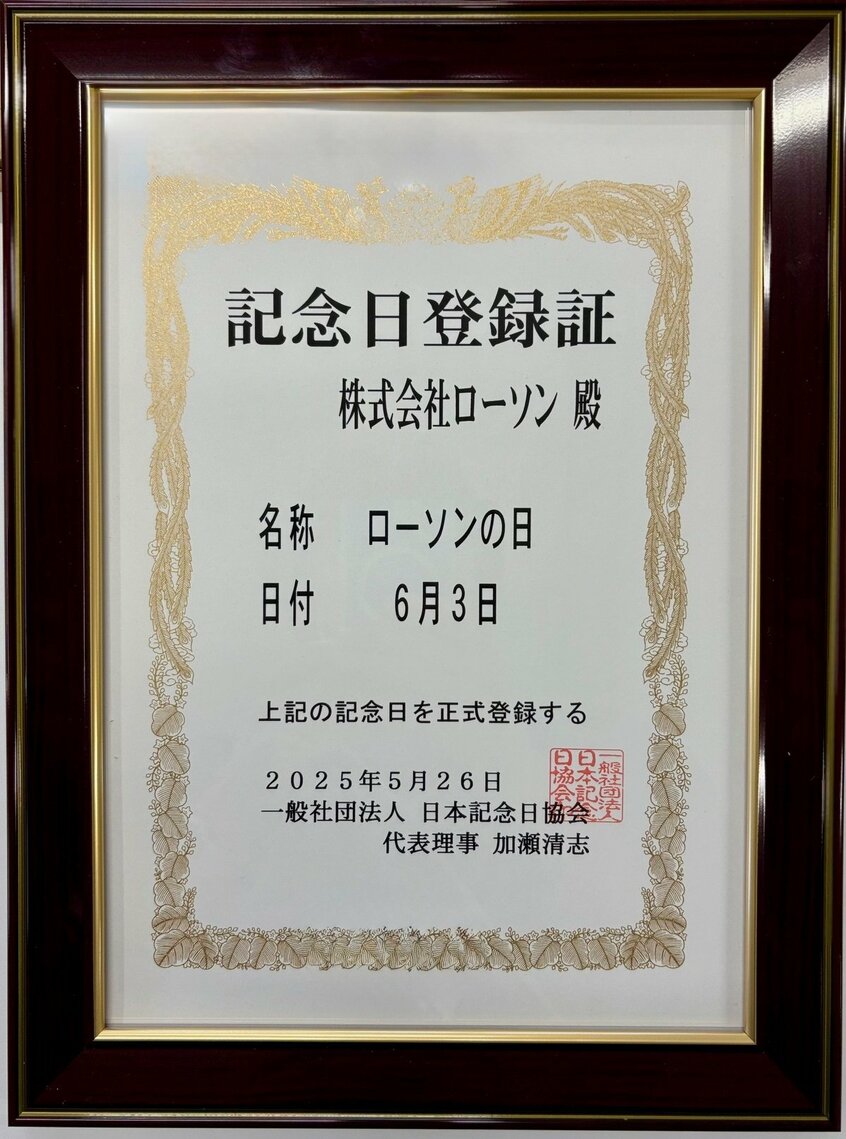 記念日登録証
株式会社ローソン 殿
名称 ローソンの日
日付 6月3日
上記の記念日を正式登録する
2025年5月26日
一般社団法人 日本記念日協会
代表理事 加瀬清志
一般社団法人
日本記念
日協会